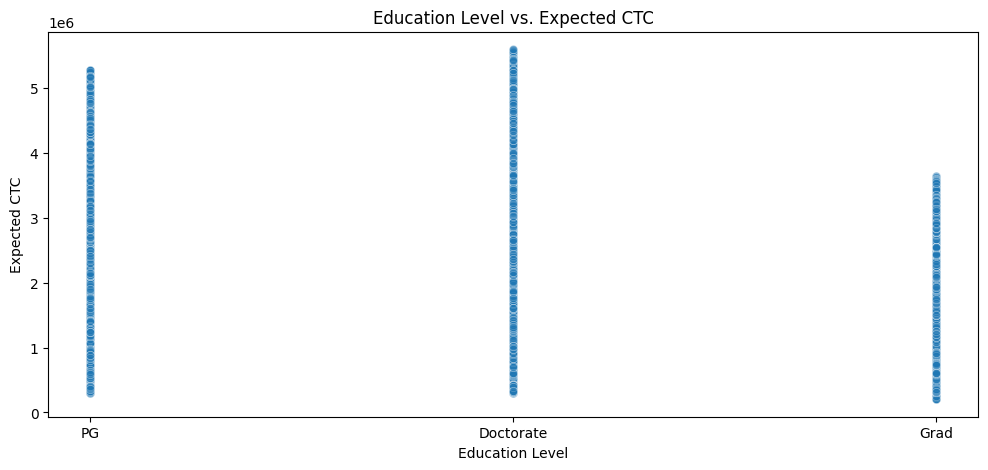 Education Level vs. Expected CTC
1e6
5
4
3
2
1
0
Expected CTC
PG Doctorate Grad
Education Level